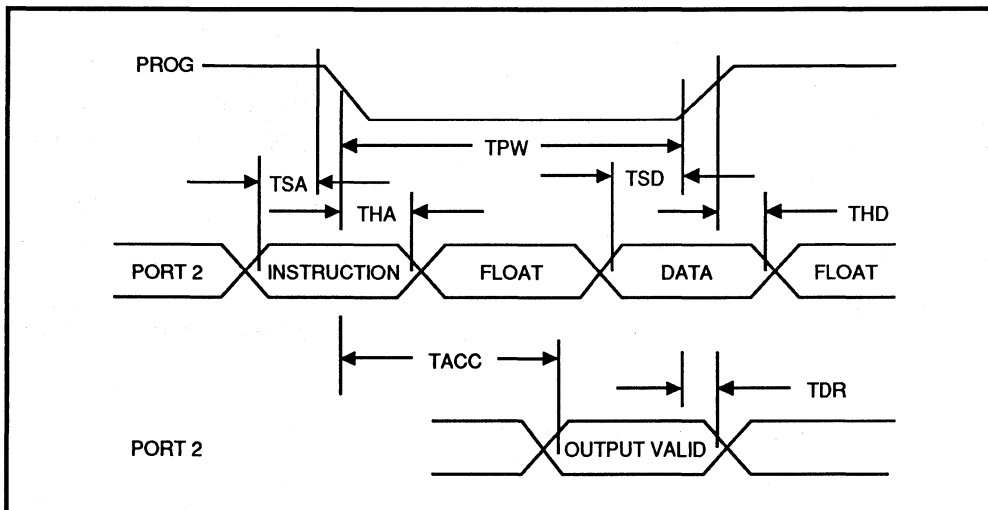 PROG
TPW
TSA
TSD
THA
THD
PORT 2
INSTRUCTION
FLOAT
DATA
FLOAT
TACC
TDR
PORT 2
OUTPUT VALID